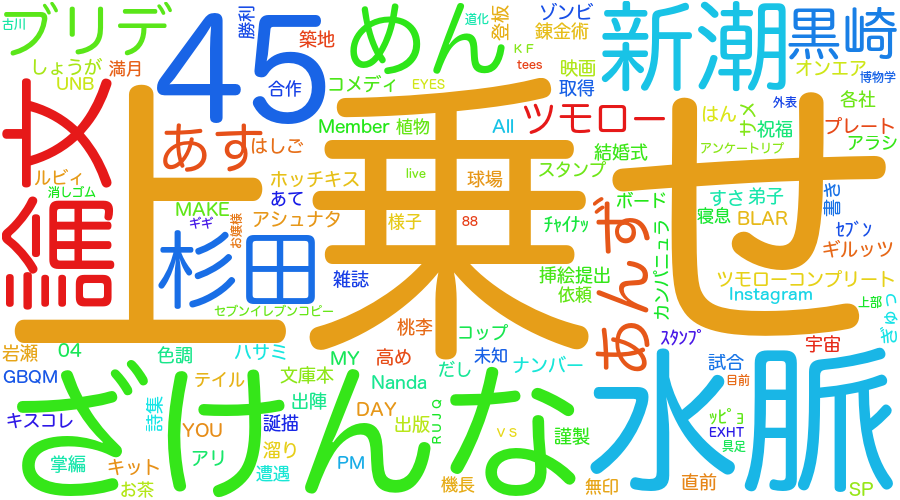 上乗せ
ざけんな
水脈
新潮
45
論文
杉田
めん
ブリデ
黒崎
あす
あんず
ツモロー
古川
しょうが
満月
UNB
勝利
築地
合作
道化
登板
KF
tees
ゾンビ
錬金術
映画
取得
オンエア
博物学
各社
外表
はん
サメ
祝福
プレート
アラシ
コメディ
EYES
Member
植物
All
結婚式
アンケートリプ
はしご
ルビィ
消しゴム
ホッチキス
live
球場
スタンプ
ボード
すさ
弟子
書き
MAKE
ギギ
お嬢様
あて
アシュナタ
様子
88
チャイナッ
寝息
BLAR
セブン
ギルッツ
カンパニュラ
雑誌
挿絵提出
依頼
ツモローコンプリート
Instagram
上部
ぎゅっ
セブンイレブンコピー
桃李
コップ
スタンプ
宇宙
岩瀬
04
色調
ハサミ
MY
高め
だし
未知
ナンバー
試合
目前
GBQM
テイル
文庫本
Nanda
キスコレ
詩集
出陣
DAY
出版
RUJQ
YOU
誕描
VS
謹製
ッピョ
EXHT
具足
掌編
キット
アリ
溜り
遭遇
PM
お茶
機長
無印
直前
SP